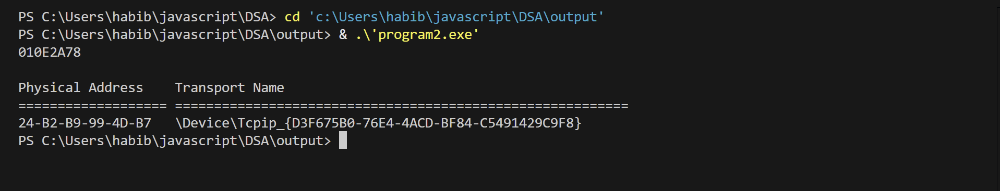 PS C:\Users\habib\javascript\DSA> cd 'c:\Users\habib\javascript\DSA\output'
PS C:\Users\habib\javascript\DSA\output> & .\'program2.exe'
010E2A78
Physical Address    Transport Name
=================== ==========================================================
24-B2-B9-99-4D-B7   \Device\Tcpip_{D3F675B0-76E4-4ACD-BF84-C5491429C9F8}
PS C:\Users\habib\javascript\DSA\output>